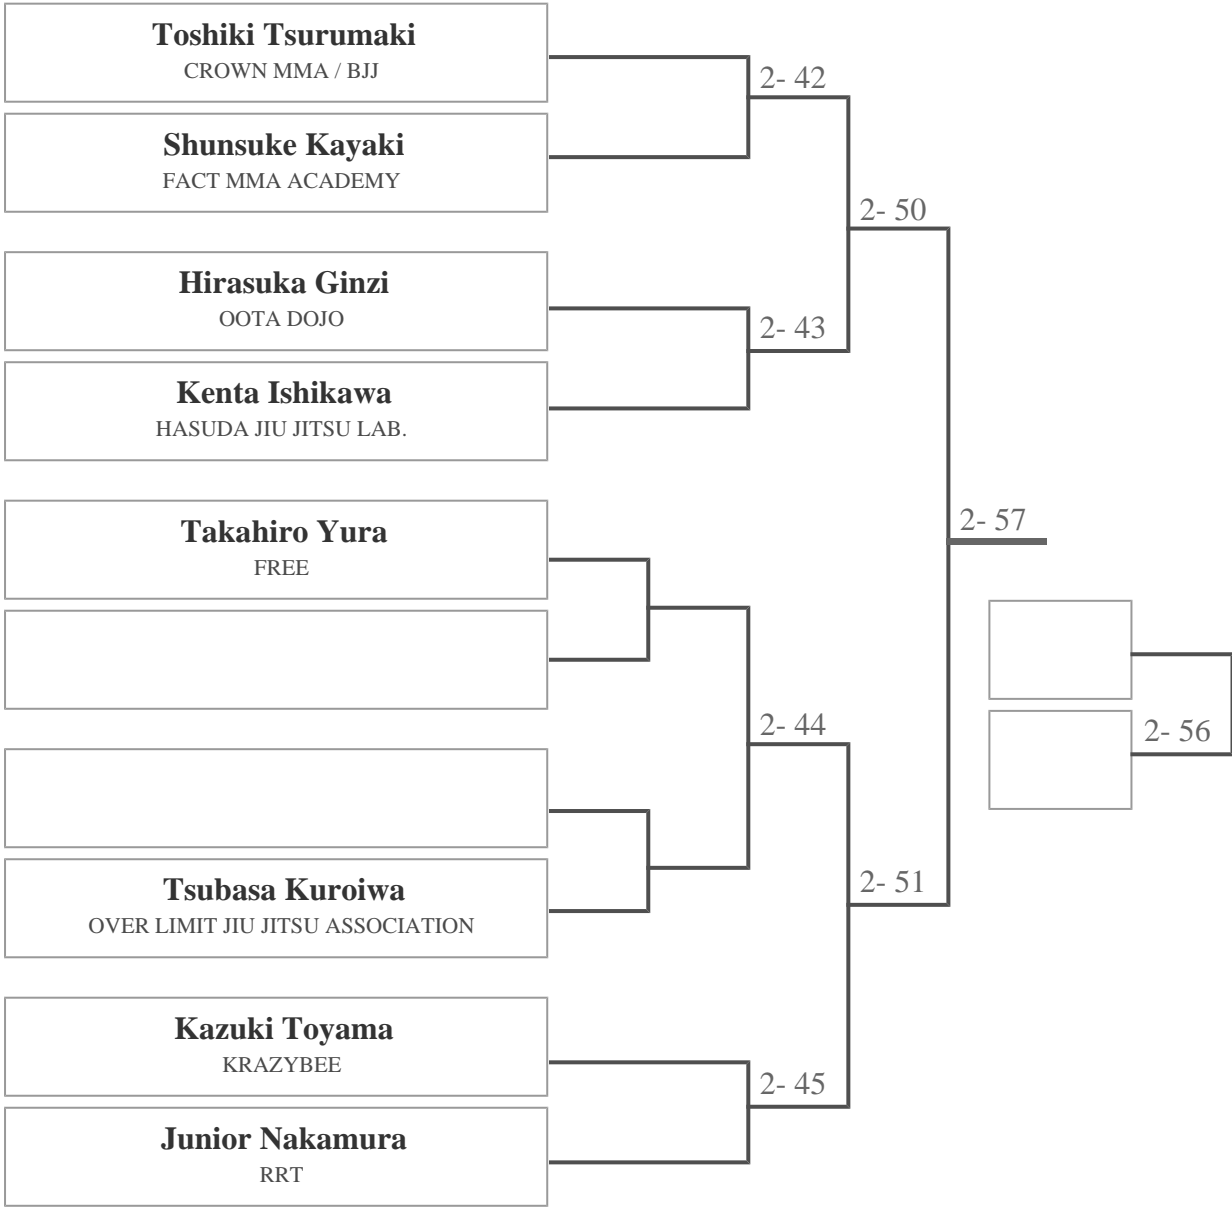 Toshiki Tsurumaki
CROWN MMA / BJJ
2- 42
Shunsuke Kayaki
FACT MMA ACADEMY
2- 50
Hirasuka Ginzi
OOTA DOJO
2- 43
Kenta Ishikawa
HASUDA JIU JITSU LAB.
Takahiro Yura
FREE
2- 57
2- 44
2- 56
Tsubasa Kuroiwa
OVER LIMIT JIU JITSU ASSOCIATION
2- 51
Kazuki Toyama
KRAZYBEE
2- 45
Junior Nakamura
RRT